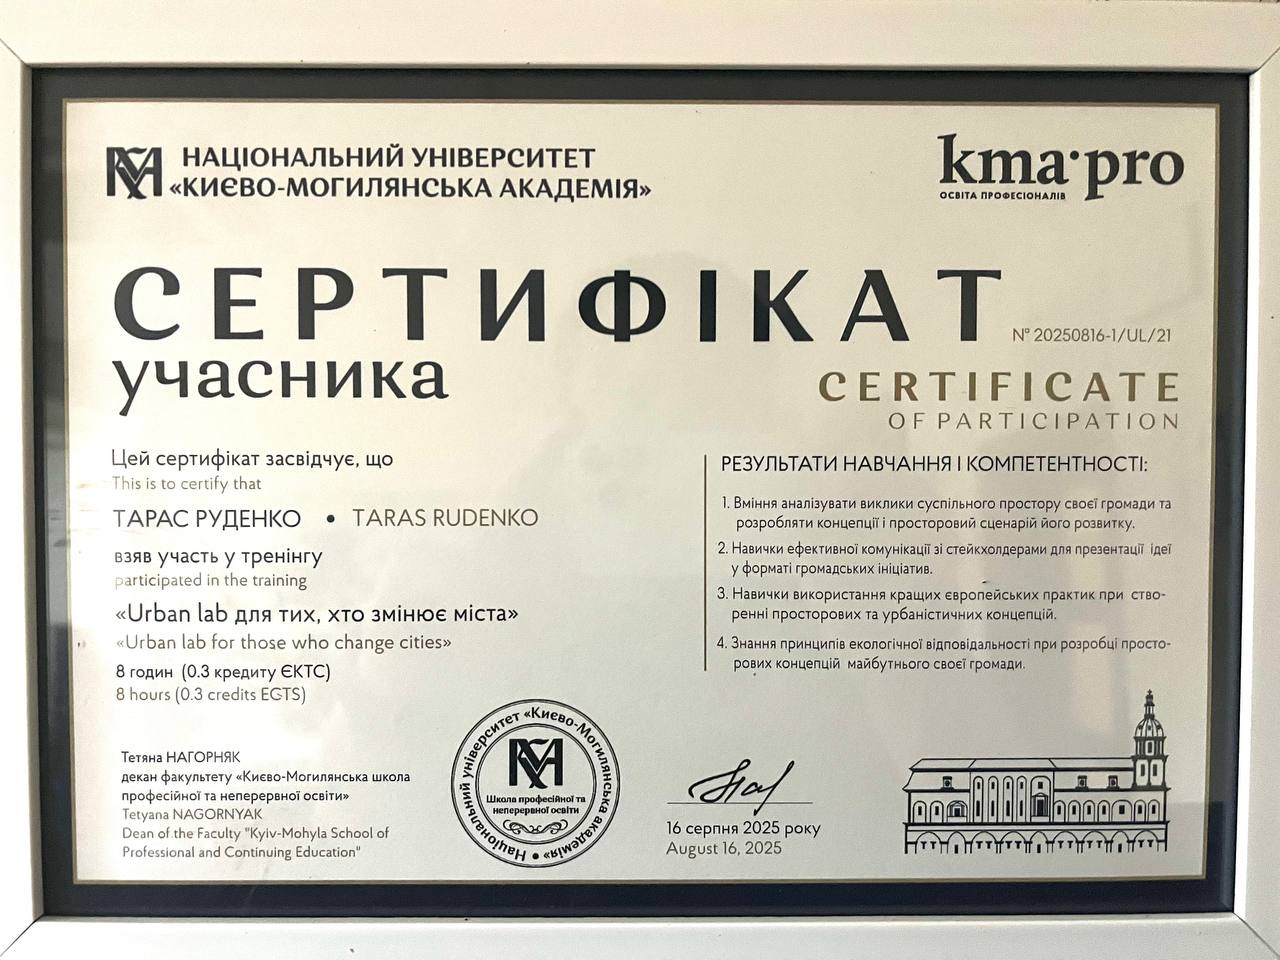 НАЦІОНАЛЬНИЙ УНІВЕРСИТЕТ
«КИЄВО-МОГИЛЯНСЬКА АКАДЕМІЯ»
kma·pro
ОСВІТА ПРОФЕСІОНАЛІВ
СЕРТИФІКАТ
№ 20250816-1/UL/21
учасника
CERTIFICATE
OF PARTICIPATION
Цей сертифікат засвідчує, що
This is to certify that
ТАРАС РУДЕНКО • TARAS RUDENKO
взяв участь у тренінгу
participated in the training
«Urban lab для тих, хто змінює міста»
«Urban lab for those who change cities»
8 годин (0.3 кредиту ЄКТС)
8 hours (0.3 credits EGTS)
РЕЗУЛЬТАТИ НАВЧАННЯ І КОМПЕТЕНТНОСТІ:
1. Вміння аналізувати виклики суспільного простору своєї громади та
розробляти концепції і просторовий сценарій його розвитку.
2. Навички ефективної комунікації зі стейкхолдерами для презентації ідеї
у форматі громадських ініціатив.
3. Навички використання кращих європейських практик при ство-
ренні просторових та урбаністичних концепцій.
4. Знання принципів екологічної відповідальності при розробці просто-
рових концепцій майбутнього своєї громади.
Тетяна НАГОРНЯК
декан факультету «Києво-Могилянська школа
професійної та неперервної освіти»
Tetyana NAGORNYAK
Dean of the Faculty "Kyiv-Mohyla School of
Professional and Continuing Education"
Національний університет «Києво-Могилянська академія» •
Школа професійної та
неперервної освіти
16 серпня 2025 року
August 16, 2025